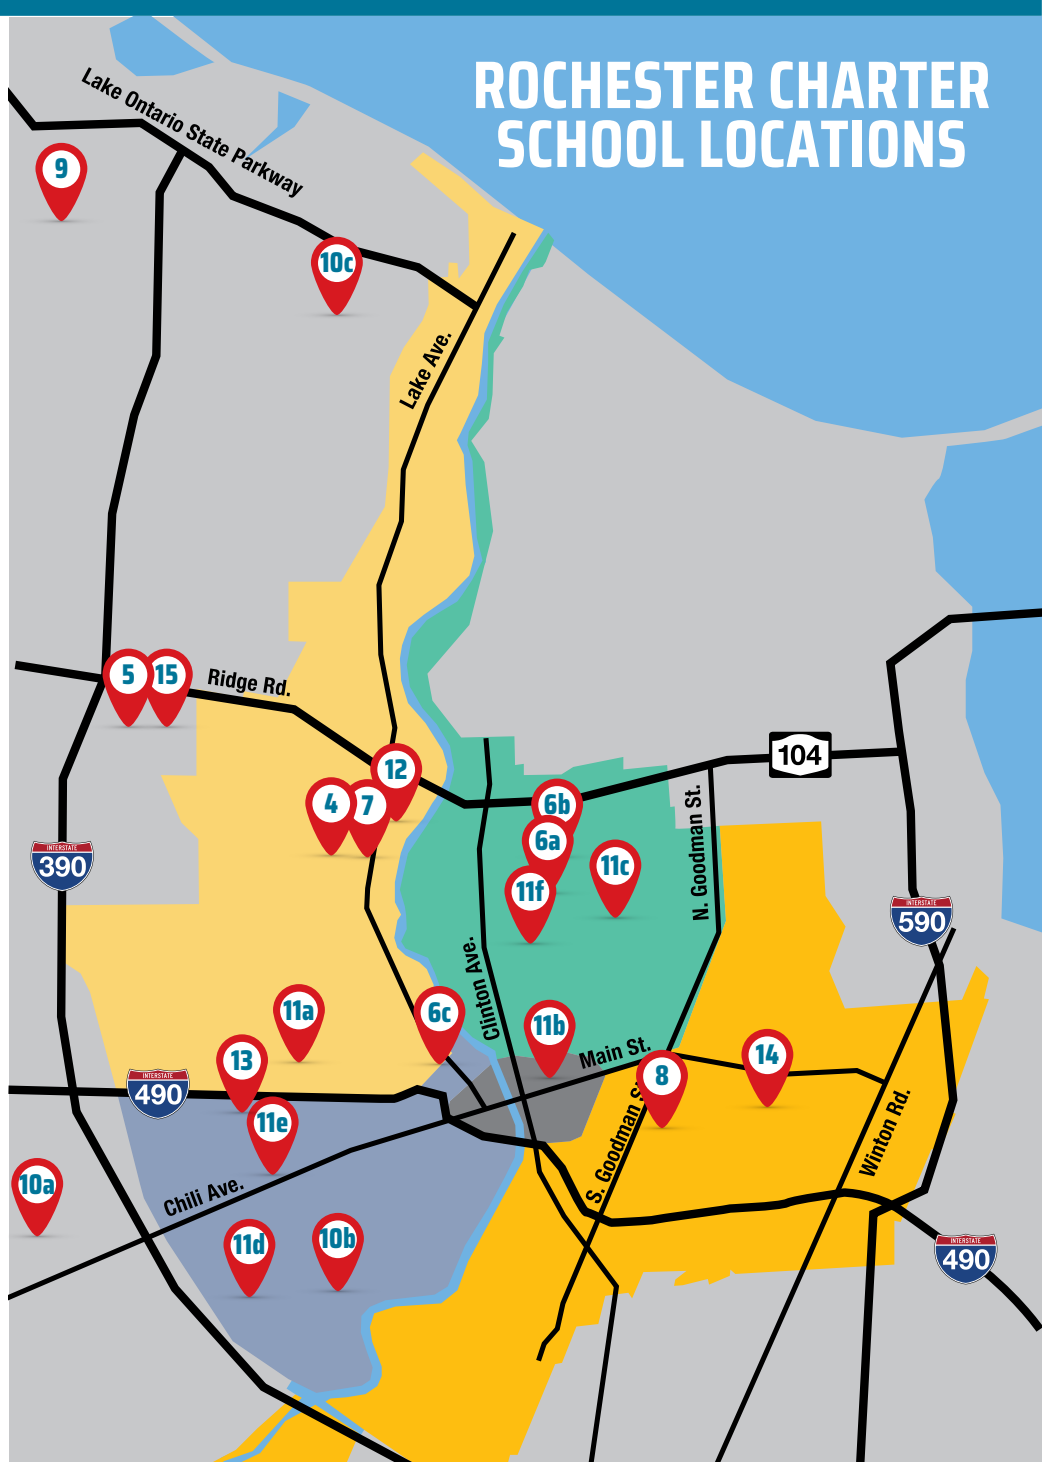 ROCHESTER CHARTER
SCHOOL LOCATIONS
Lake Ontario State Parkway
9
10c
Lake Ave.
5
15
Ridge Rd.
12
104
4
7
6b
6a
11c
11f
N. Goodman St.
INTERSTATE
390
INTERSTATE
590
Clinton Ave.
11a
6c
11b
Main St.
13
14
8
INTERSTATE
490
11e
S. Goodman S
Winton Rd.
10a
Chili Ave.
11d
10b
INTERSTATE
490